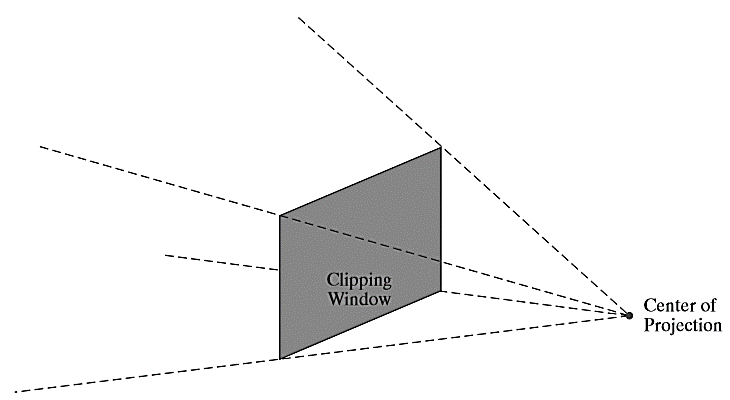 Clipping
Window
Center of
Projection